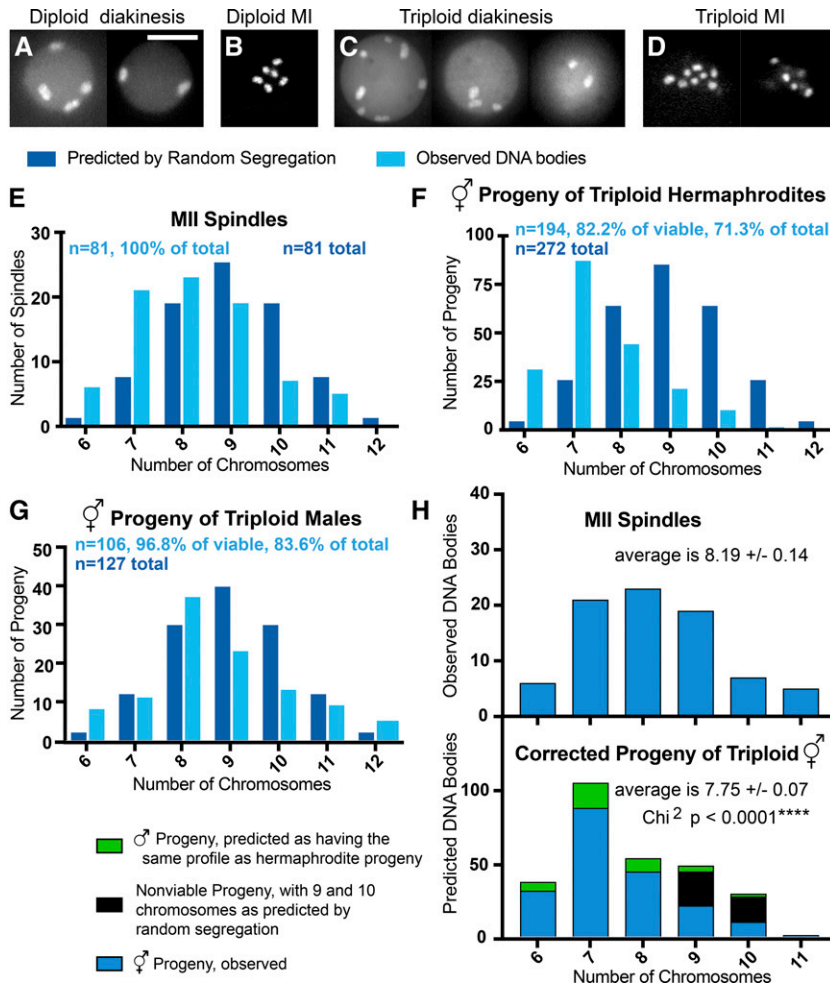 Diploid diakinesis
Diploid MI
Triploid diakinesis
Triploid MI
A
B
C
D
Predicted by Random Segregation
Observed DNA bodies
E
MII Spindles
n=81, 100% of total
n=81 total
Number of Spindles
30
20
10
0
6
7
8
9
10
11
12
Number of Chromosomes
F
⚥ Progeny of Triploid Hermaphrodites
n=194, 82.2% of viable, 71.3% of total
n=272 total
Number of Progeny
100
75
50
25
0
6
7
8
9
10
11
12
Number of Chromosomes
G
⚥ Progeny of Triploid Males
n=106, 96.8% of viable, 83.6% of total
n=127 total
Number of Progeny
50
40
30
20
10
0
6
7
8
9
10
11
12
Number of Chromosomes
♂ Progeny, predicted as having the
same profile as hermaphrodite progeny
Nonviable Progeny, with 9 and 10
chromosomes as predicted by
random segregation
⚥ Progeny, observed
H
MII Spindles
average is 8.19 +/- 0.14
Observed DNA Bodies
40
30
20
10
0
Corrected Progeny of Triploid ⚥
average is 7.75 +/- 0.07
Chi² p < 0.0001****
Predicted DNA Bodies
100
50
0
6
7
8
9
10
11
Number of Chromosomes